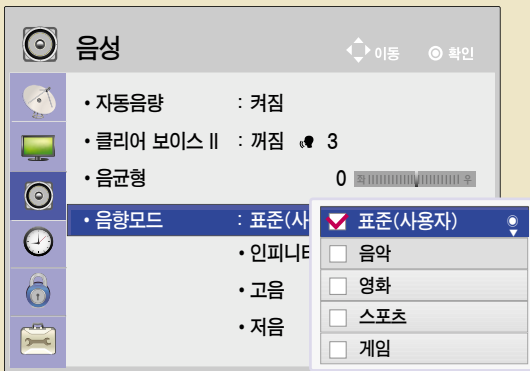 음성
이동 확인
• 자동음량 : 켜짐
• 클리어 보이스 II : 꺼짐 3
• 음균형 0 좌 우
• 음향모드 : 표준(사
• 인피니
• 고음
• 저음
표준(사용자)
음악
영화
스포츠
게임